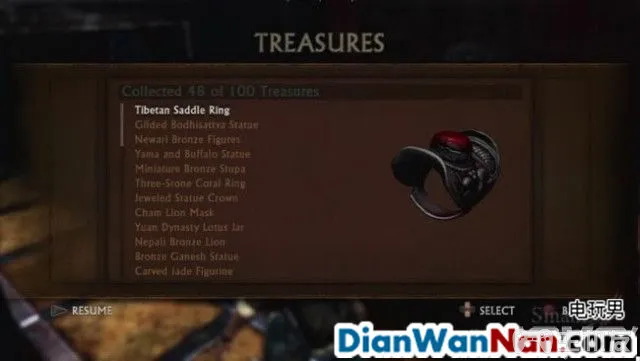 TREASURES
Collected 48 of 100 Treasures
Tibetan Saddle Ring
Gilded Bodhisattva Statue
Newari Bronze Figures
Yama and Buffalo Statue
Miniature Bronze Stupa
Three-Stone Coral Ring
Jeweled Statue Crown
Cham Lion Mask
Yuan Dynasty Lotus Jar
Nepali Bronze Lion
Bronze Ganesh Statue
Carved Jade Figurine
RESUME
SELECT
电玩男
DianWanNan.com